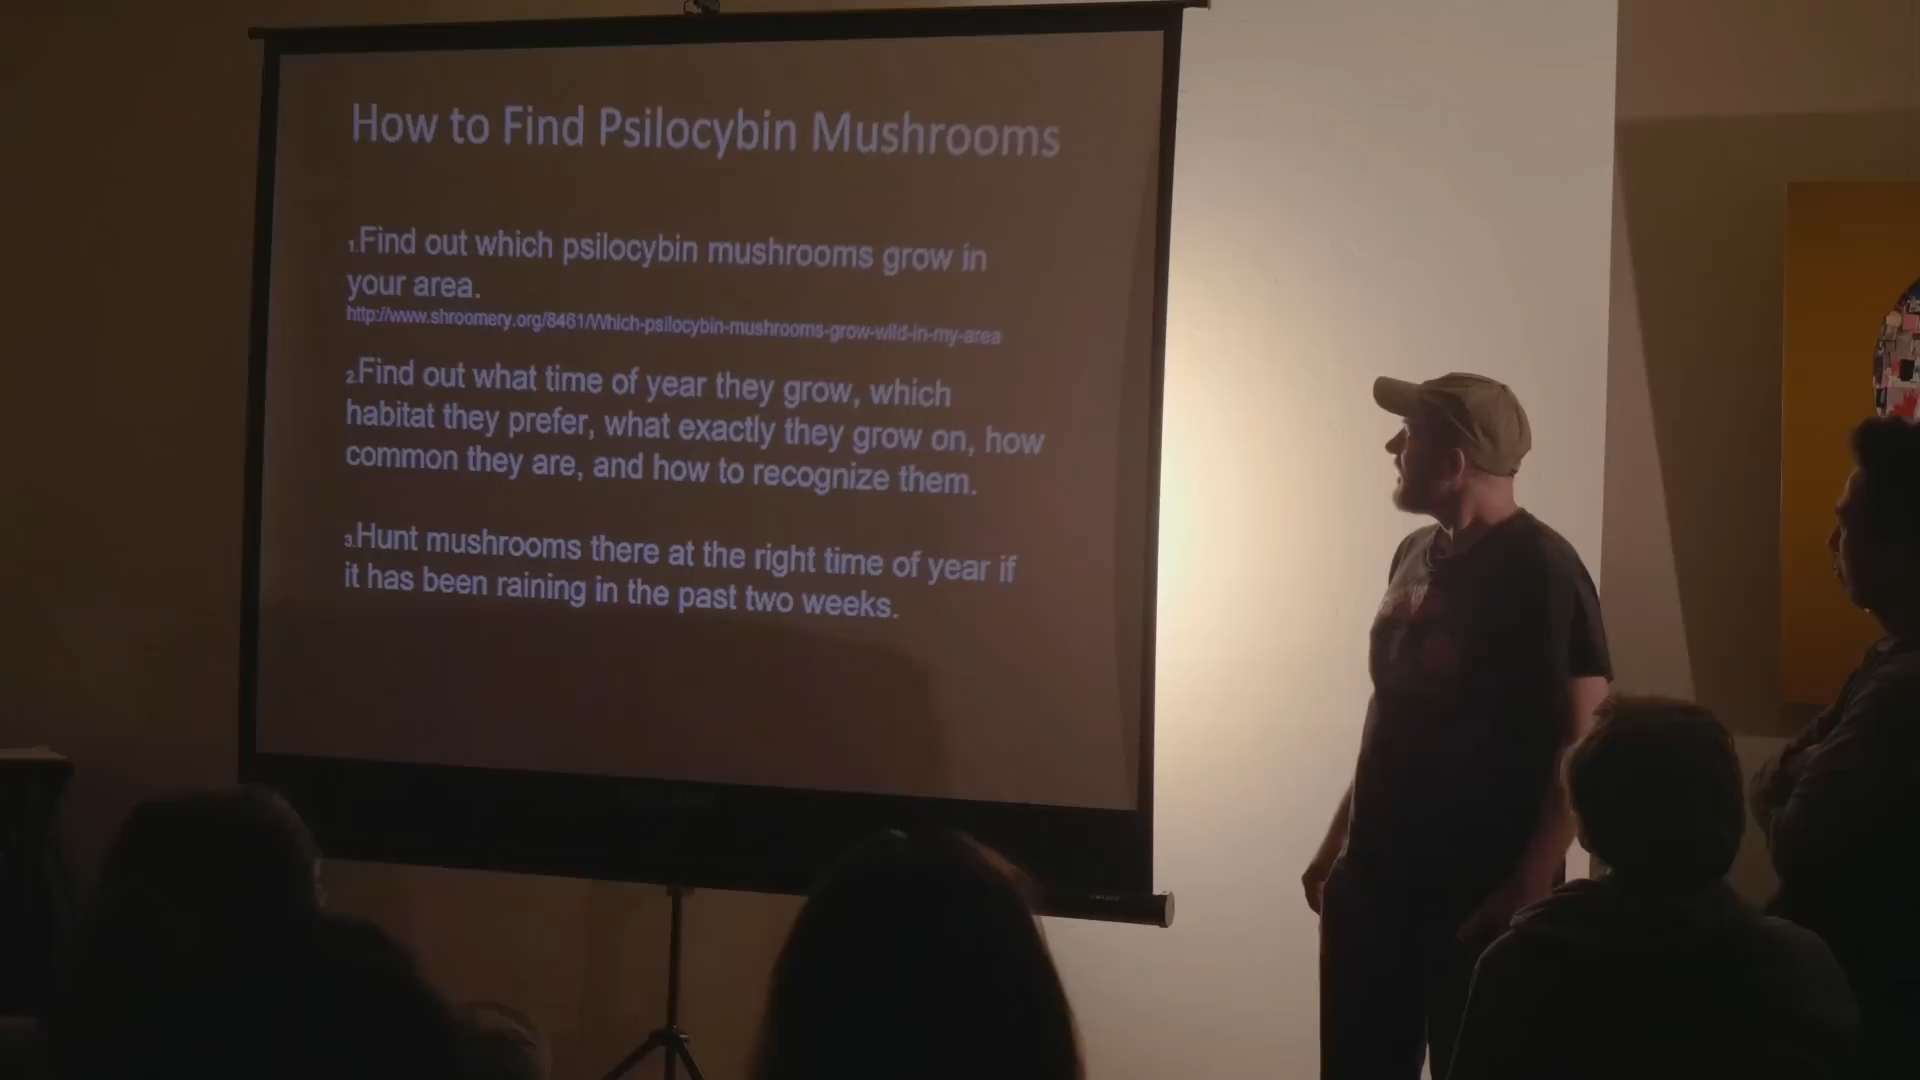 How to Find Psilocybin Mushrooms
1.Find out which psilocybin mushrooms grow in
your area.
http://www.shroomery.org/8461/Which-psilocybin-mushrooms-grow-wild-in-my-area
2.Find out what time of year they grow, which
habitat they prefer, what exactly they grow on, how
common they are, and how to recognize them.
3.Hunt mushrooms there at the right time of year if
it has been raining in the past two weeks.